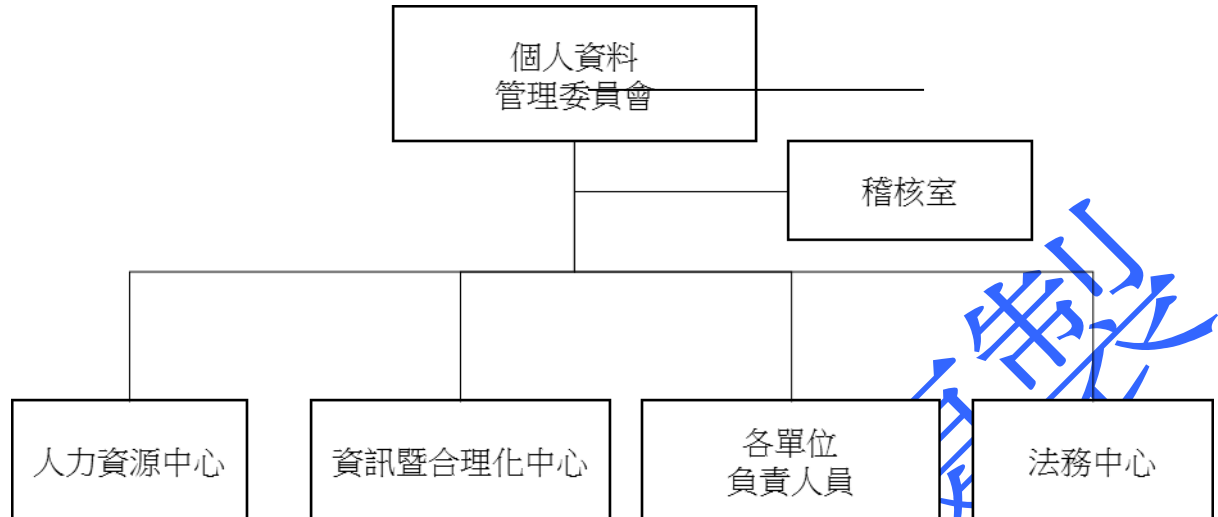 個人資料
管理委員會
稽核室
人力資源中心
資訊暨合理化中心
各單位
負責人員
法務中心